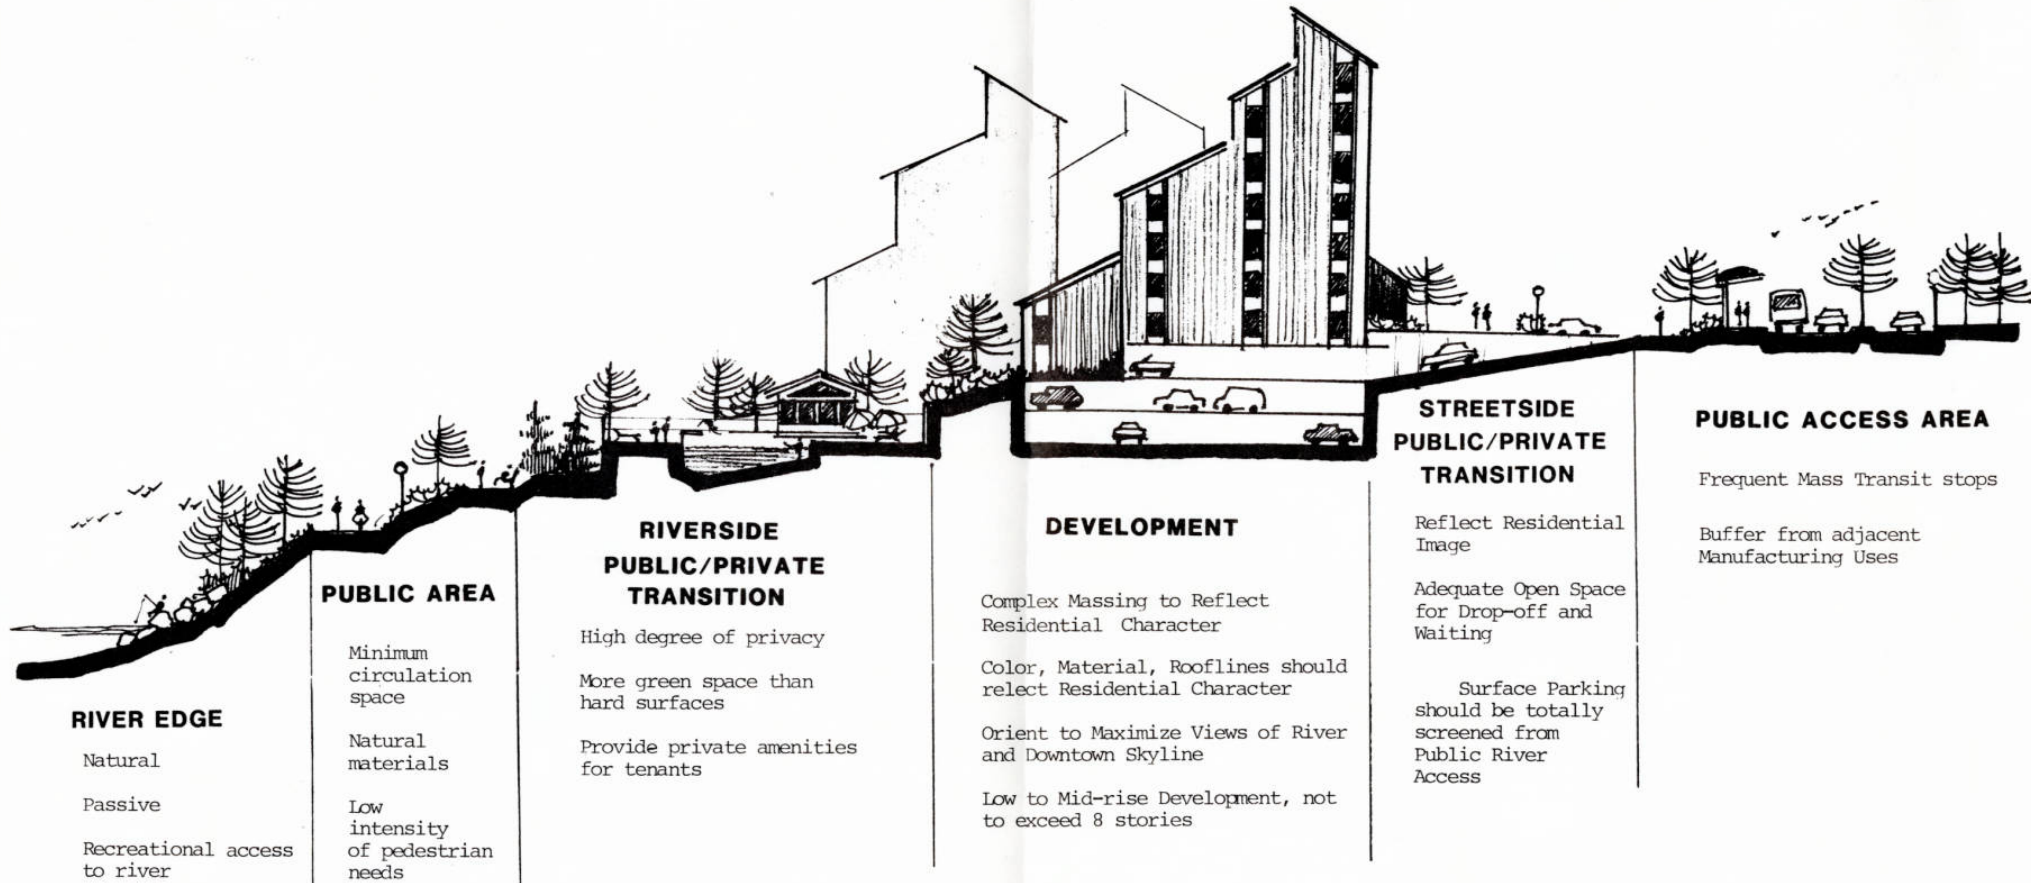 RIVER EDGE
Natural
Passive
Recreational access
to river
PUBLIC AREA
Minimum
circulation
space
Natural
materials
Low
intensity
of pedestrian
needs
RIVERSIDE
PUBLIC/PRIVATE
TRANSITION
High degree of privacy
More green space than
hard surfaces
Provide private amenities
for tenants
DEVELOPMENT
Complex Massing to Reflect
Residential Character
Color, Material, Rooflines should
relect Residential Character
Orient to Maximize Views of River
and Downtown Skyline
Low to Mid-rise Development, not
to exceed 8 stories
STREETSIDE
PUBLIC/PRIVATE
TRANSITION
Reflect Residential
Image
Adequate Open Space
for Drop-off and
Waiting
Surface Parking
should be totally
screened from
Public River
Access
PUBLIC ACCESS AREA
Frequent Mass Transit stops
Buffer from adjacent
Manufacturing Uses